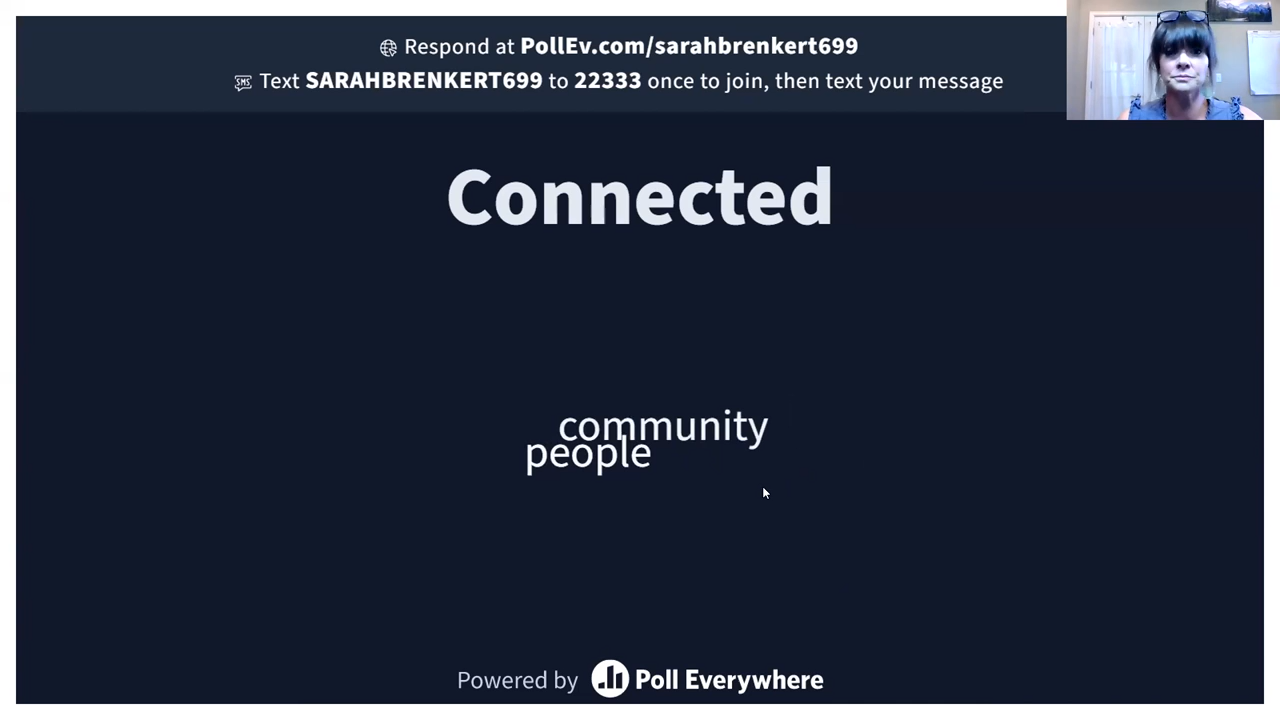 Respond at PollEv.com/sarahbrenkert699
Text SARAHBRENKERT699 to 22333 once to join, then text your message
Connected
community
people
Powered by Poll Everywhere